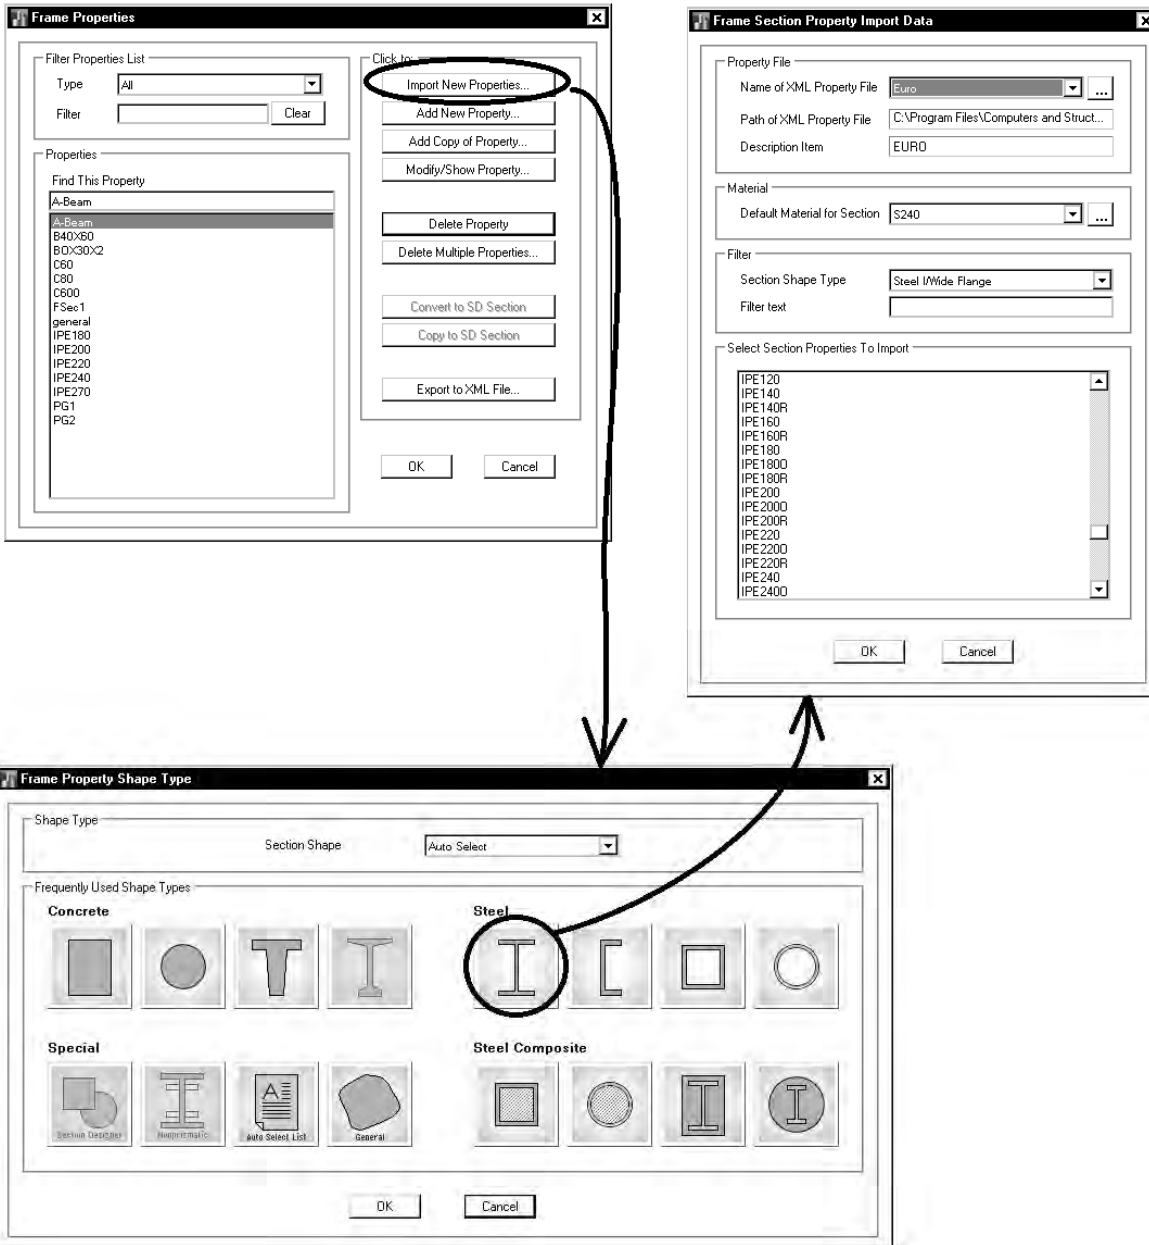 Frame Properties
Filter Properties List
Type
All
Filter
Clear
Properties
Find This Property
A-Beam
A-Beam
B40X60
BOX30X2
C60
C80
C600
FSec1
general
IPE180
IPE200
IPE220
IPE240
IPE270
PG1
PG2
Click to:
Import New Properties...
Add New Property...
Add Copy of Property...
Modify/Show Property...
Delete Property
Delete Multiple Properties...
Convert to SD Section
Copy to SD Section
Export to XML File...
OK
Cancel
Frame Section Property Import Data
Property File
Name of XML Property File
Euro
...
Path of XML Property File
C:\Program Files\Computers and Struct...
Description Item
EURO
Material
Default Material for Section
S240
...
Filter
Section Shape Type
Steel I/Wide Flange
Filter text
Select Section Properties To Import
IPE120
IPE140
IPE140R
IPE160
IPE160R
IPE180
IPE180O
IPE180R
IPE200
IPE200O
IPE200R
IPE220
IPE220O
IPE220R
IPE240
IPE240O
OK
Cancel
Frame Property Shape Type
Shape Type
Section Shape
Auto Select
Frequently Used Shape Types
Concrete
Steel
Special
Section Designer
Nonprismatic
A
Auto Select List
General
Steel Composite
OK
Cancel